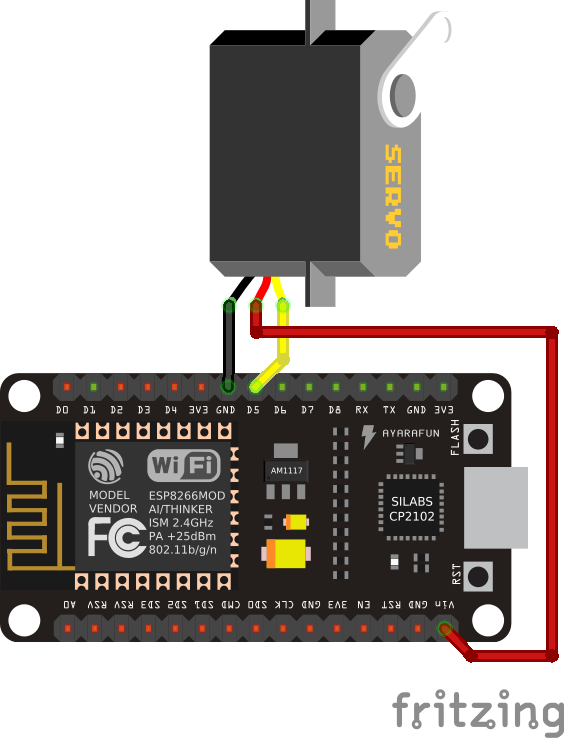 SERVO
D0 D1 D2 D3 D4 3V3 GND D5 D6 D7 D8 RX TX GND 3V3
AYARAFUN
FLASH
WiFi
AM1117
MODEL
VENDOR
ESP8266MOD
AI/THINKER
ISM 2.4GHz
PA +25dBm
802.11b/g/n
FC
SILABS
CP2102
RST
A0 RSV RSV SD3 SD2 SD1 CMD SD0 CLK GND 3V3 EN RST GND Vin
fritzing